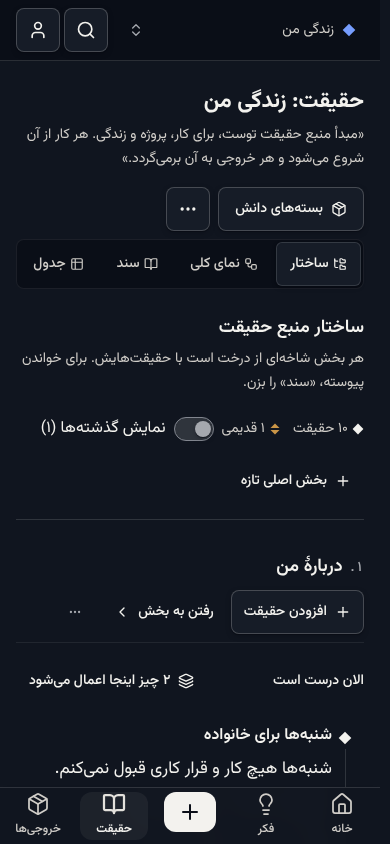 زندگی من
حقیقت: زندگی من
«مبدأ منبع حقیقت توست، برای کار، پروژه و زندگی. هر کار از آن
شروع می‌شود و هر خروجی به آن برمی‌گردد.»
بسته‌های دانش
ساختار
نمای کلی
سند
جدول
ساختار منبع حقیقت
هر بخش شاخه‌ای از درخت است با حقیقت‌هایش. برای خواندن
پیوسته، «سند» را بزن.
۱۰ حقیقت ۱ قدیمی نمایش گذشته‌ها (۱)
بخش اصلی تازه
۱. دربارهٔ من
افزودن حقیقت
رفتن به بخش
الان درست است
۲ چیز اینجا اعمال می‌شود
شنبه‌ها برای خانواده
شنبه‌ها هیچ کار و قرار کاری قبول نمی‌کنم.
خانه
فکر
حقیقت
خروجی‌ها